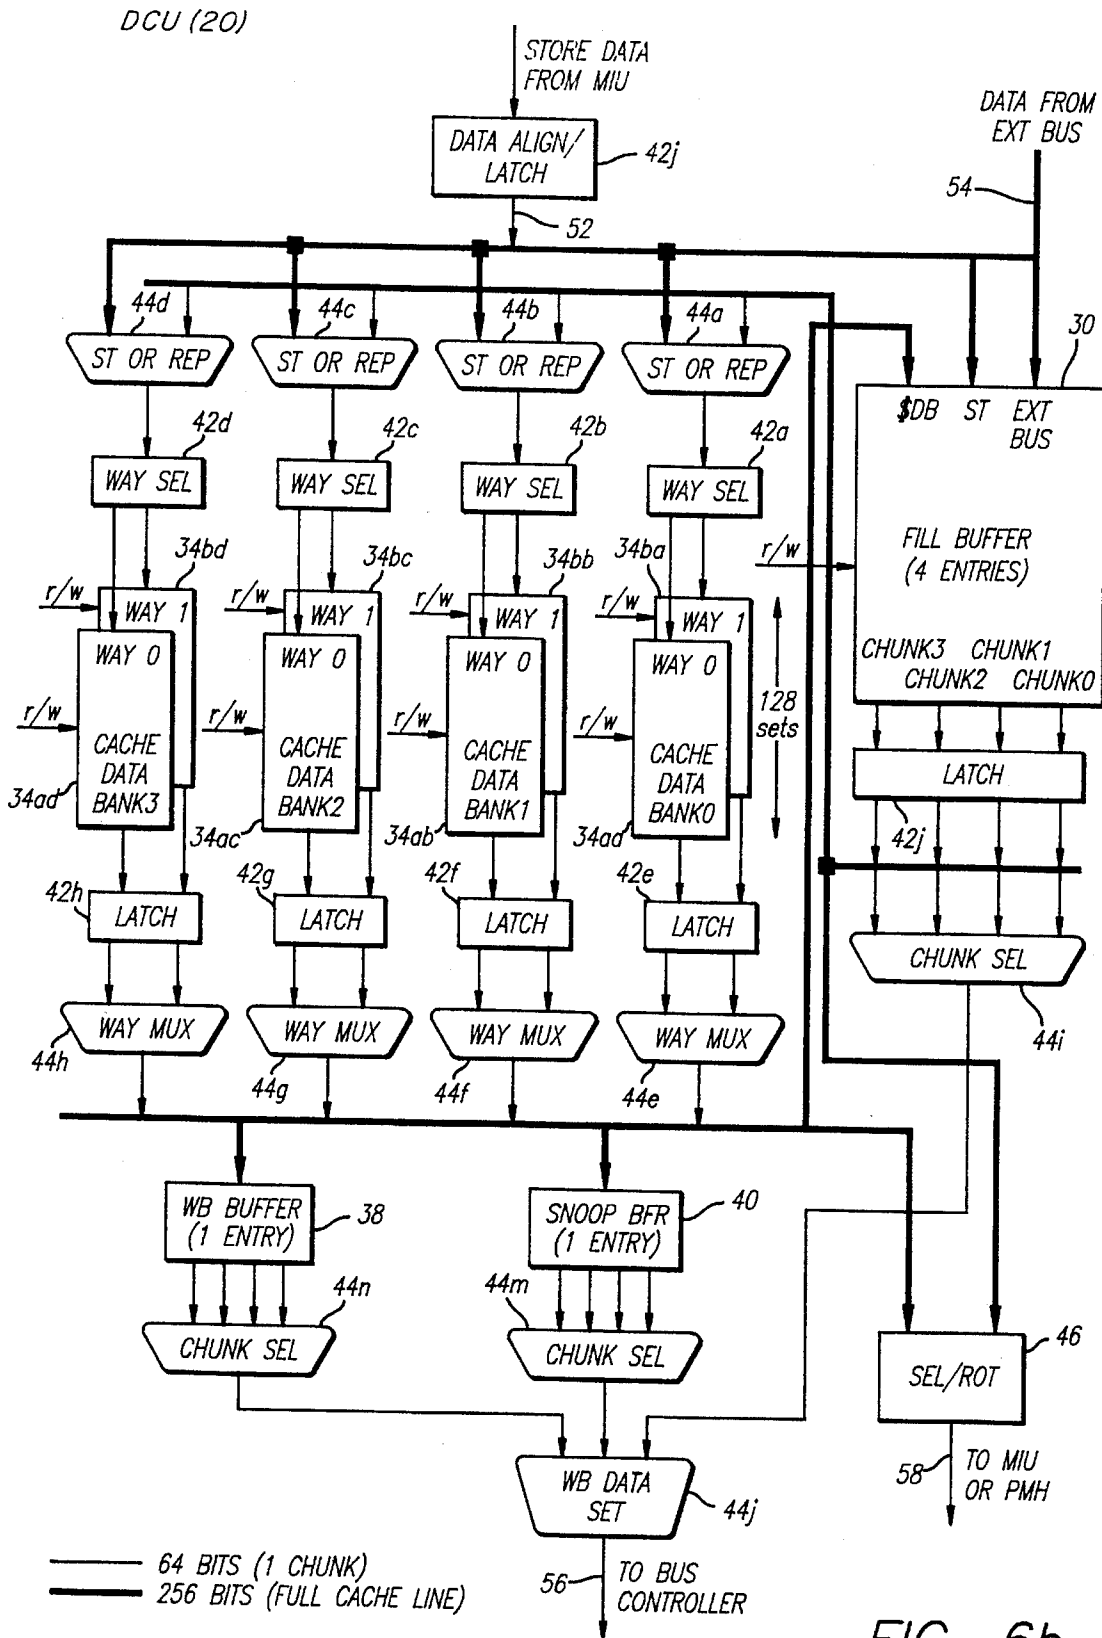 DCU (20)
STORE DATA
FROM MIU
DATA FROM
EXT BUS
DATA ALIGN/
LATCH
42j
54
52
44d
44c
44b
44a
30
ST OR REP
ST OR REP
ST OR REP
ST OR REP
$DB ST EXT
BUS
42d
42c
42b
42a
WAY SEL
WAY SEL
WAY SEL
WAY SEL
FILL BUFFER
(4 ENTRIES)
34bd
34bc
34bb
34ba
r/w
r/w
r/w
r/w
r/w
WAY 1
WAY 1
WAY 1
WAY 1
WAY 0
WAY 0
WAY 0
WAY 0
CHUNK3 CHUNK1
CHUNK2 CHUNK0
128
sets
r/w
r/w
r/w
r/w
CACHE
DATA
BANK3
CACHE
DATA
BANK2
CACHE
DATA
BANK1
CACHE
DATA
BANK0
34ad
34ac
34ab
34aa
LATCH
42j
42h
42g
42f
42e
LATCH
LATCH
LATCH
LATCH
CHUNK SEL
44i
WAY MUX
WAY MUX
WAY MUX
WAY MUX
44h
44g
44f
44e
WB BUFFER
(1 ENTRY)
38
SNOOP BFR
(1 ENTRY)
40
44n
44m
CHUNK SEL
CHUNK SEL
46
SEL/ROT
WB DATA
SET
44j
58
TO MIU
OR PMH
64 BITS (1 CHUNK)
256 BITS (FULL CACHE LINE)
56
TO BUS
CONTROLLER
FIG 6b